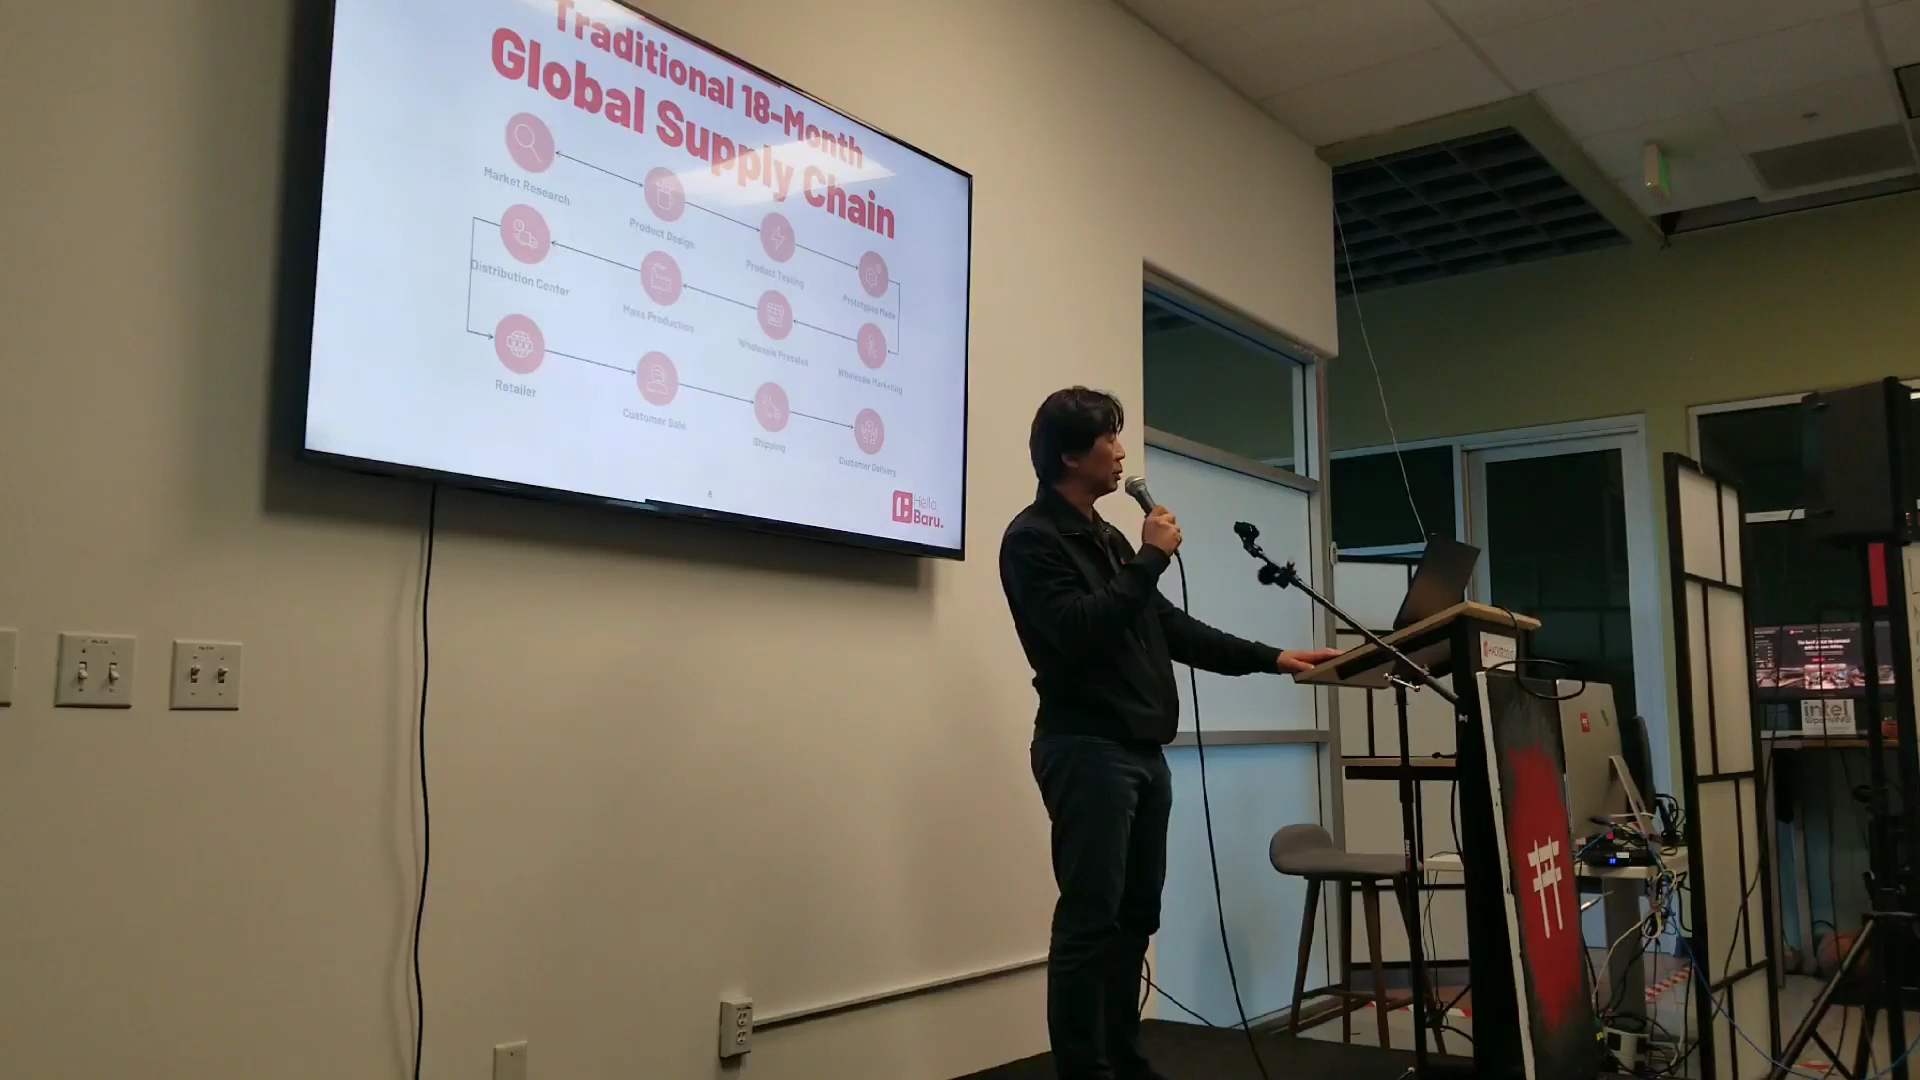 Traditional 18-Month
Global Supply Chain
Market Research
Product Design
Product Testing
Prototypes Made
Distribution Center
Mass Production
Wholesale Presales
Wholesale Marketing
Retailer
Customer Sale
Shipping
Customer Delivery
Hello,
Baru.
intel